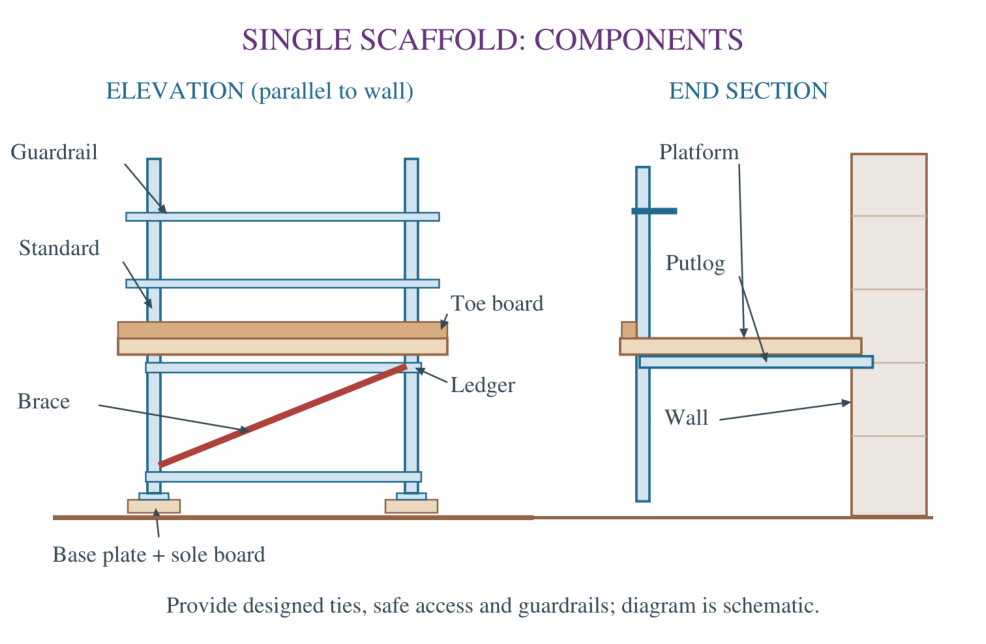 SINGLE SCAFFOLD: COMPONENTS
ELEVATION (parallel to wall)
END SECTION
Guardrail
Platform
Standard
Putlog
Toe board
Ledger
Brace
Wall
Base plate + sole board
Provide designed ties, safe access and guardrails; diagram is schematic.